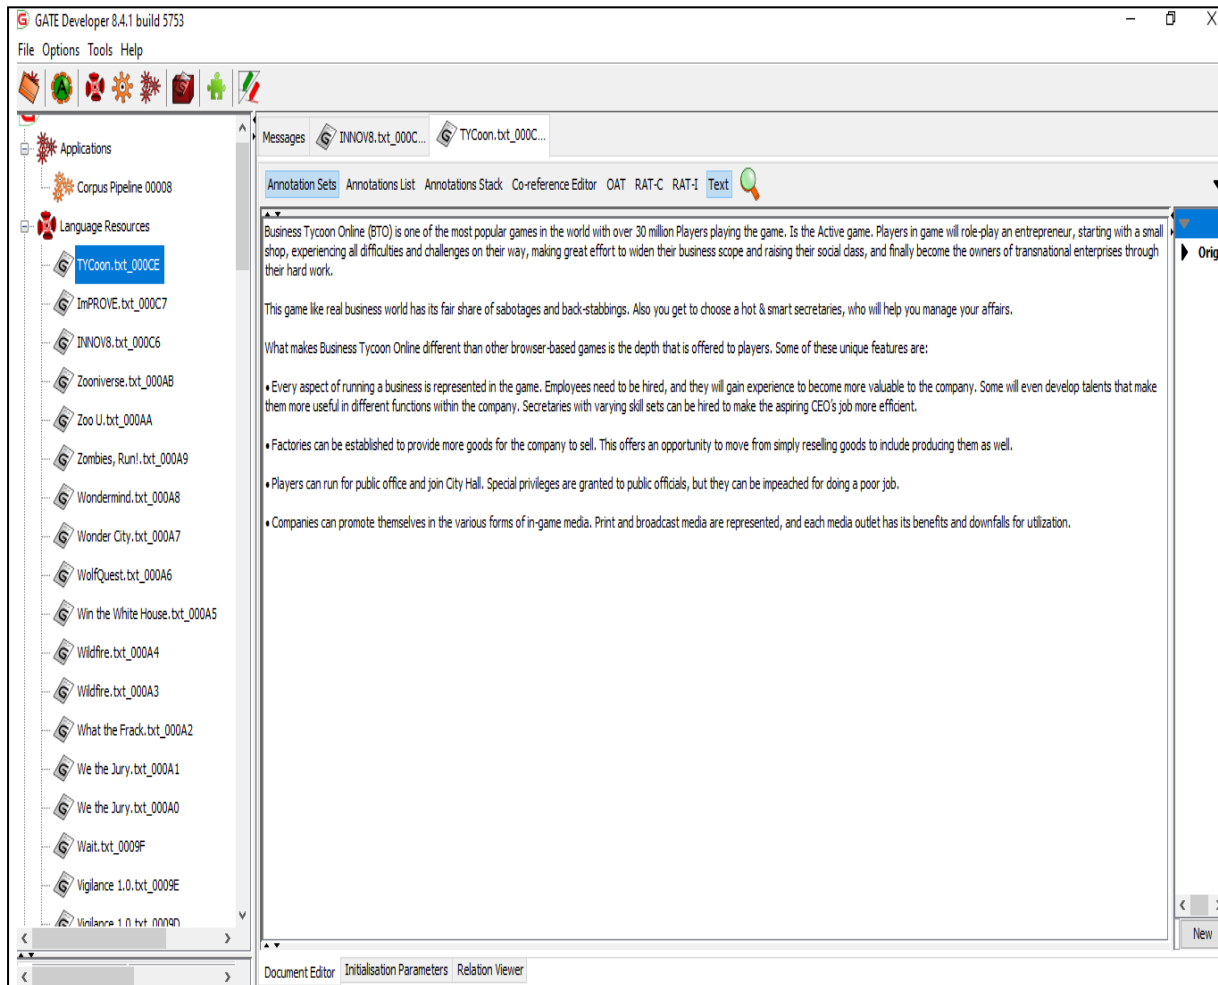 GATE Developer 8.4.1 build 5753
File Options Tools Help
Applications
Corpus Pipeline 00008
Language Resources
TYCoon.txt_000CE
ImPROVE.txt_000C7
INNOV8.txt_000C6
Zooniverse.txt_000AB
Zoo U.txt_000AA
Zombies, Run!.txt_000A9
Wondermind.txt_000A8
Wonder City.txt_000A7
WolfQuest.txt_000A6
Win the White House.txt_000A5
Wildfire.txt_000A4
Wildfire.txt_000A3
What the Frack.txt_000A2
We the Jury.txt_000A1
We the Jury.txt_000A0
Wait.txt_0009F
Vigilance 1.0.txt_0009E
Vigilance 1.0.txt_0009D
Messages INNOV8.txt_000C... TYCoon.txt_000C...
Annotation Sets Annotations List Annotations Stack Co-reference Editor OAT RAT-C RAT-I Text
Business Tycoon Online (BTO) is one of the most popular games in the world with over 30 million Players playing the game. Is the Active game. Players in game will role-play an entrepreneur, starting with a small
shop, experiencing all difficulties and challenges on their way, making great effort to widen their business scope and raising their social class, and finally become the owners of transnational enterprises through
their hard work.
This game like real business world has its fair share of sabotages and back-stabbings. Also you get to choose a hot & smart secretaries, who will help you manage your affairs.
What makes Business Tycoon Online different than other browser-based games is the depth that is offered to players. Some of these unique features are:
• Every aspect of running a business is represented in the game. Employees need to be hired, and they will gain experience to become more valuable to the company. Some will even develop talents that make
them more useful in different functions within the company. Secretaries with varying skill sets can be hired to make the aspiring CEO's job more efficient.
• Factories can be established to provide more goods for the company to sell. This offers an opportunity to move from simply reselling goods to include producing them as well.
• Players can run for public office and join City Hall. Special privileges are granted to public officials, but they can be impeached for doing a poor job.
• Companies can promote themselves in the various forms of in-game media. Print and broadcast media are represented, and each media outlet has its benefits and downfalls for utilization.
Orig
New
Document Editor Initialisation Parameters Relation Viewer